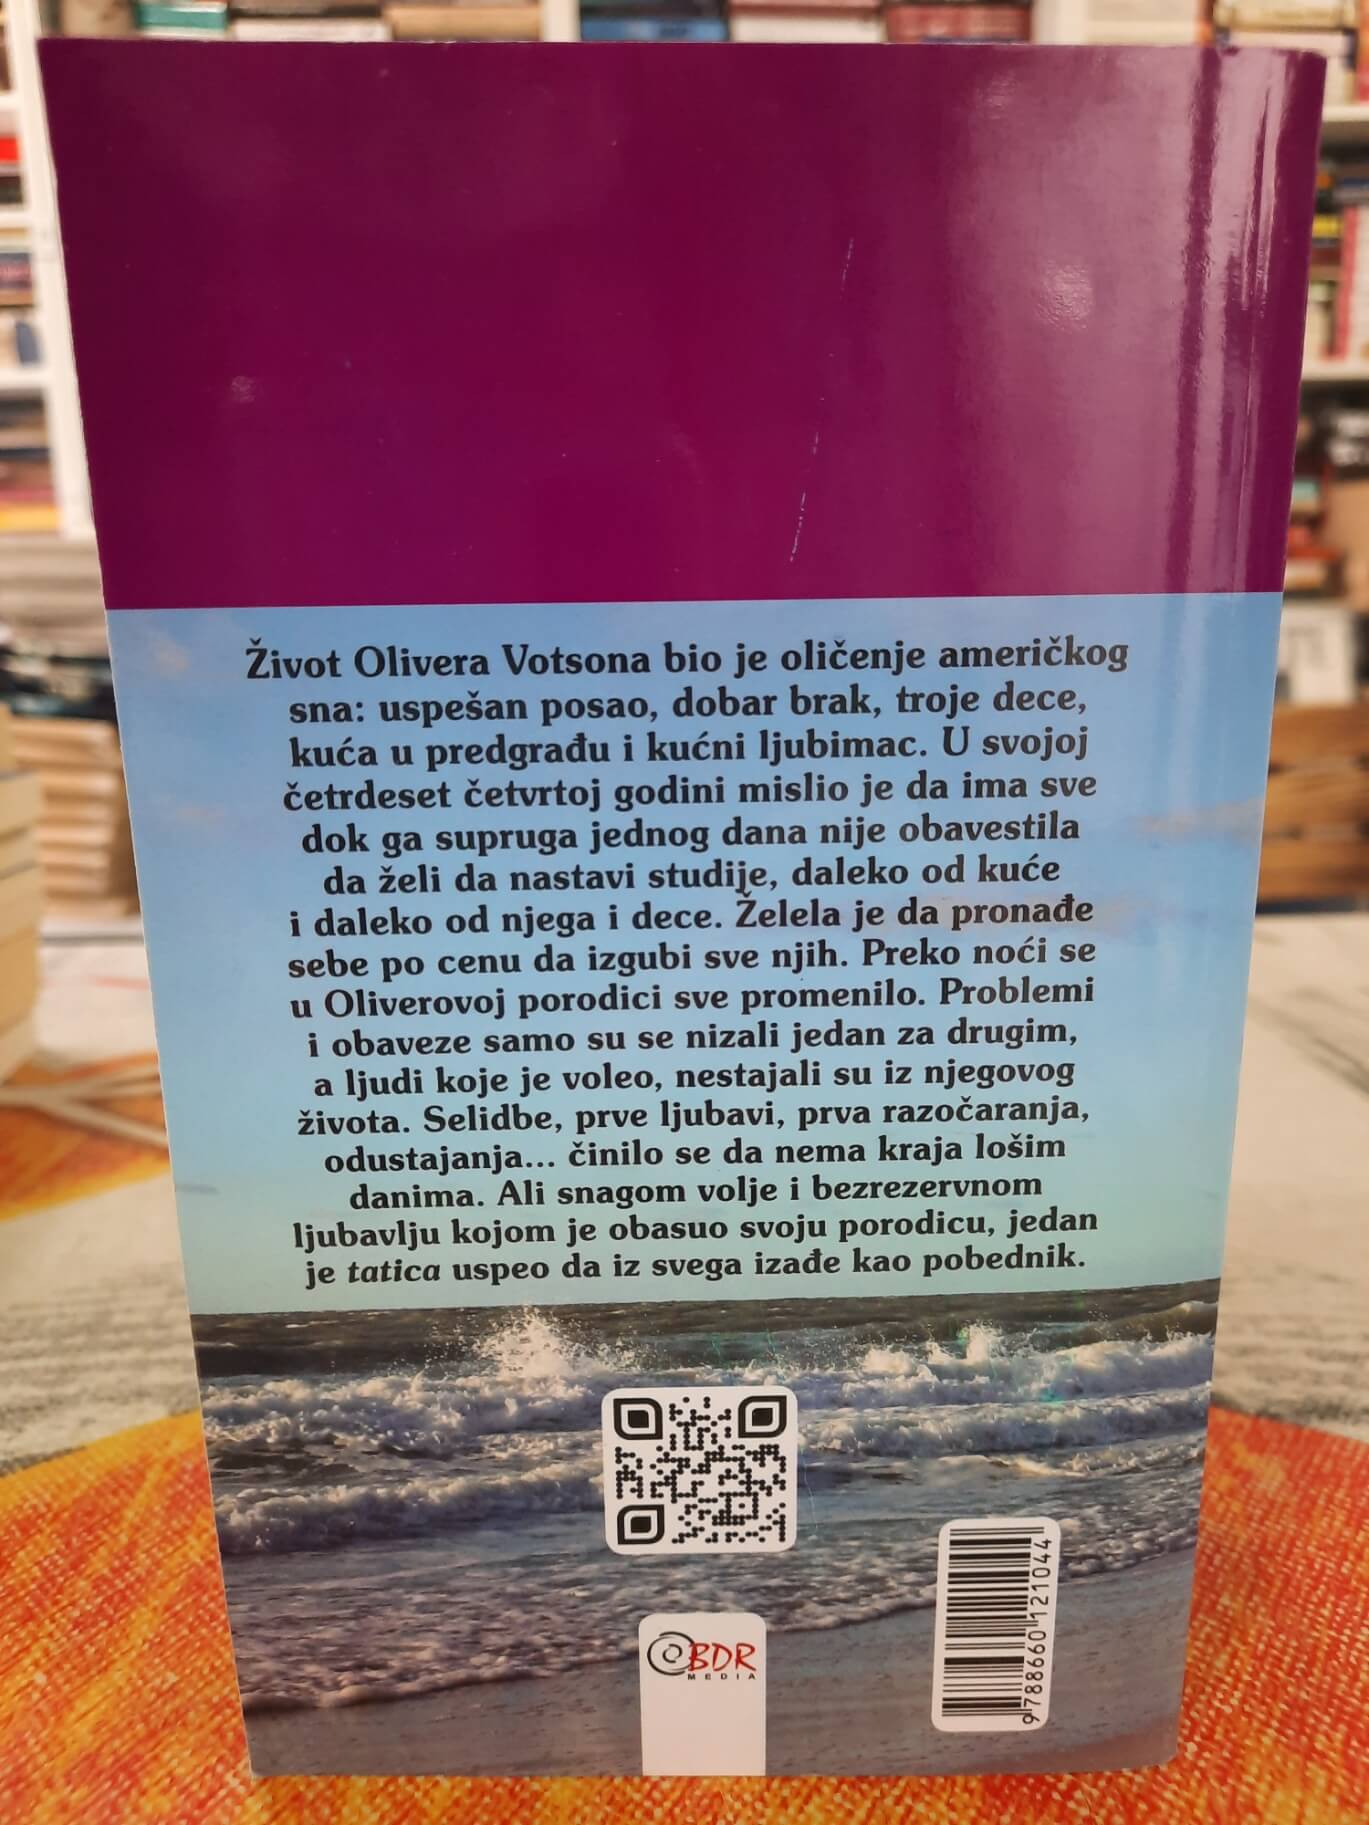 Život Olivera Votsona bio je oličenje američkog
sna: uspešan posao, dobar brak, troje dece,
kuća u predgrađu i kućni ljubimac. U svojoj
četrdeset četvrtoj godini mislio je da ima sve
dok ga supruga jednog dana nije obavestila
da želi da nastavi studije, daleko od kuće
i daleko od njega i dece. Želela je da pronađe
sebe po cenu da izgubi sve njih. Preko noći se
u Oliverovoj porodici sve promenilo. Problemi
i obaveze samo su se nizali jedan za drugim,
a ljudi koje je voleo, nestajali su iz njegovog
života. Selidbe, prve ljubavi, prva razočaranja,
odustajanja... činilo se da nema kraja lošim
danima. Ali snagom volje i bezrezervnom
ljubavlju kojom je obasuo svoju porodicu, jedan
je tatica uspeo da iz svega izađe kao pobednik.
BDR
MEDIA
9788660121044